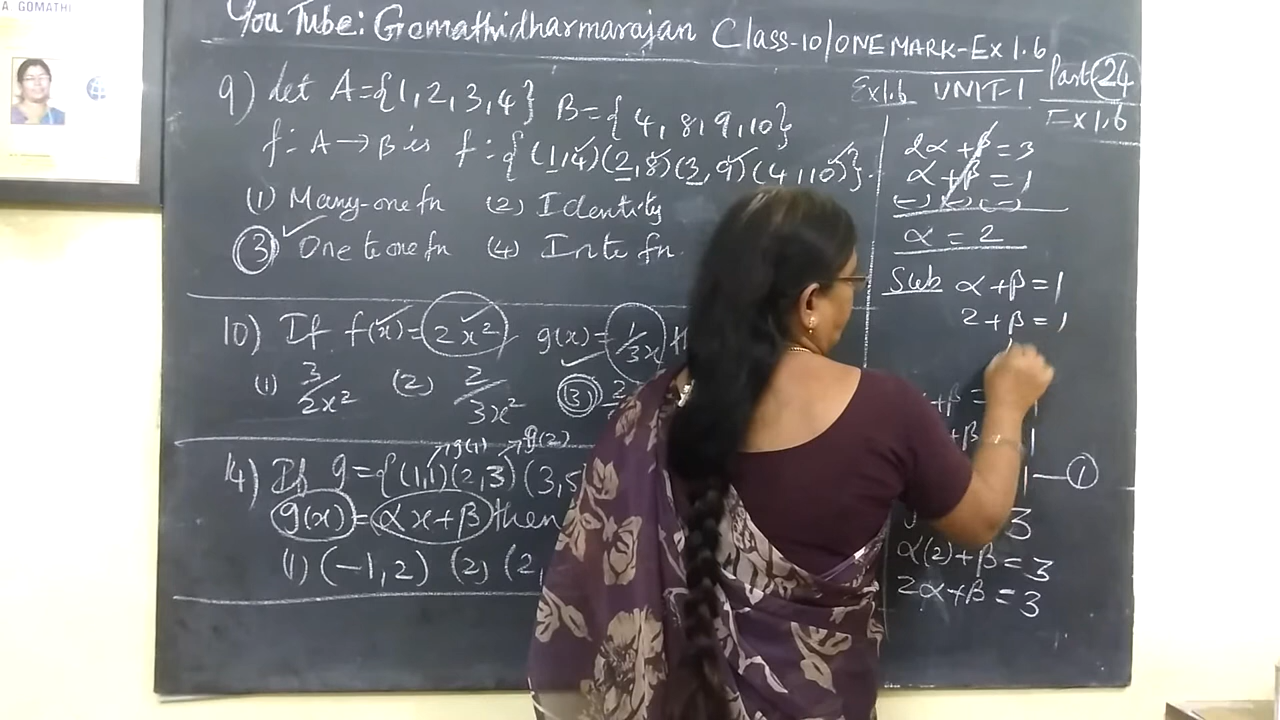 A. GOMATHI
You Tube: Gomathidharmarajan Class-10/ONE MARK-Ex 1.6
Part-24
Ex 1.6
9) Let A={1,2,3,4} B={4,8,9,10}
f: A→B is f:{(1,4)(2,8)(3,9)(4,10)}.
(1) Many-one fn (2) Identity
(3) One to one fn (4) Into fn.
10) If f(x)=2x² g(x)=1/3x
(1) 3/2x² (2) 2/3x² (3)
g(1) g(2)
14) If g={(1,1)(2,3)(3,5
g(x)=αx+β then
(1) (-1,2) (2) (2,
Ex1.6 UNIT-1
2α+β=3
α+β=1
(-) (-) (-)
α=2
Sub α+β=1
2+β=1
+β=1
β 1
1—①
3
α(2)+β=3
2α+β=3